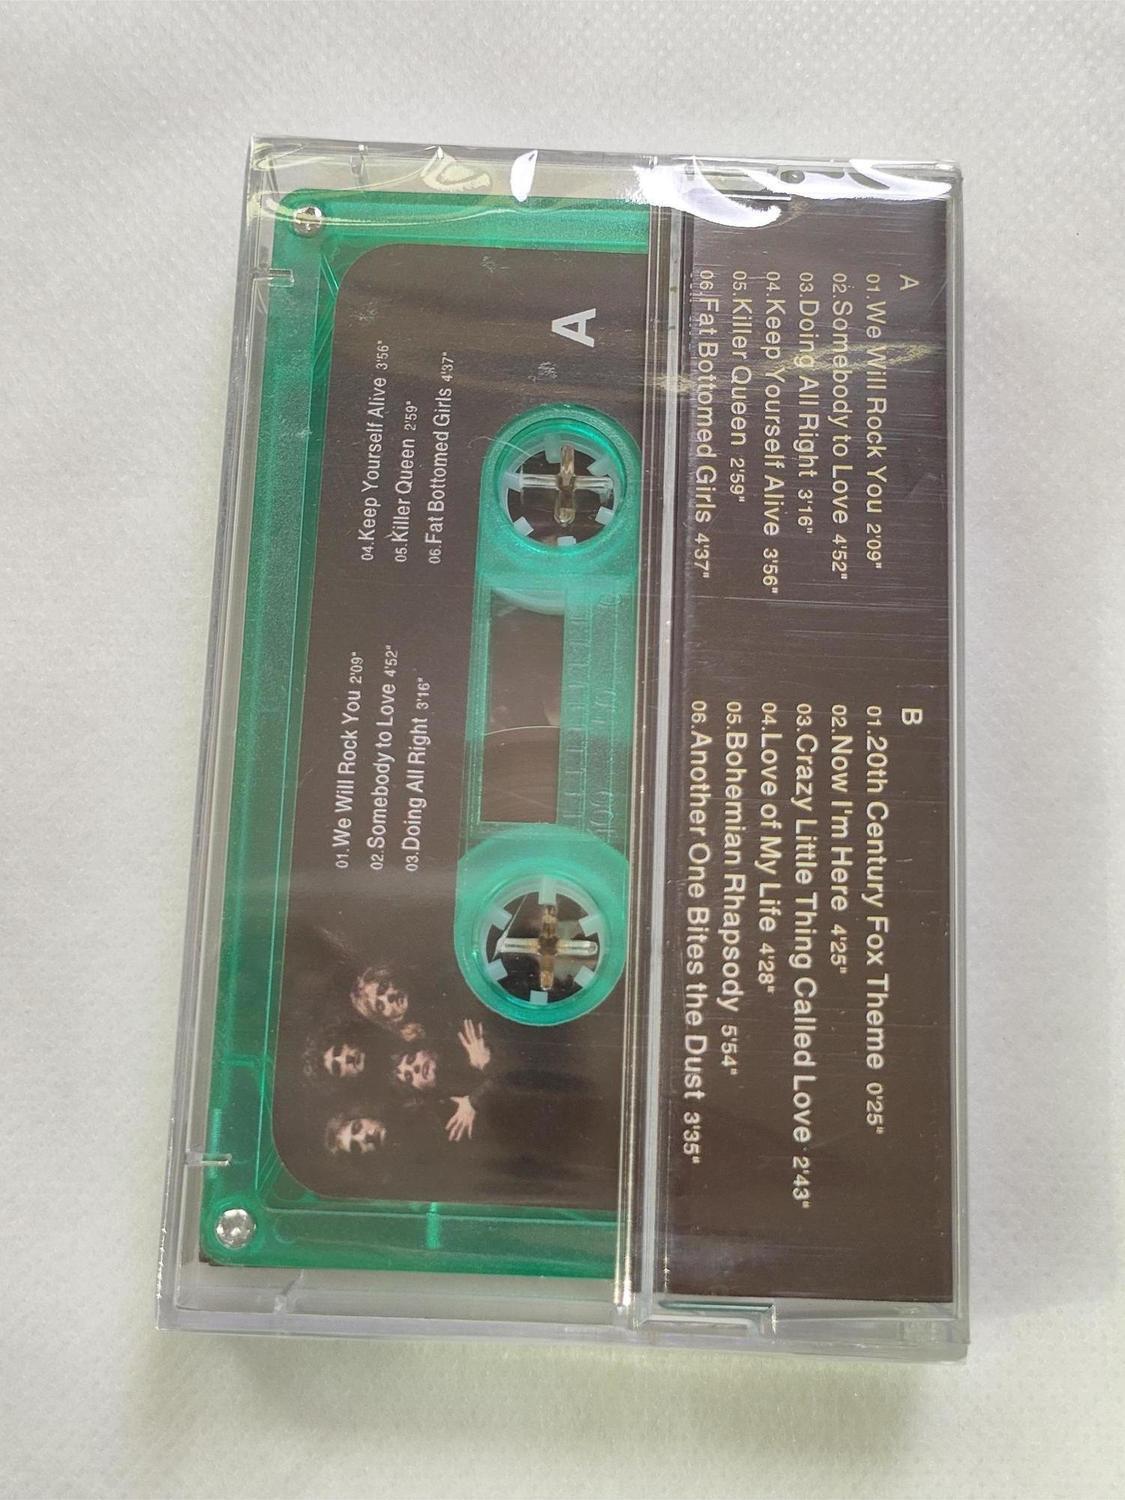 A
01.We Will Rock You 2'09"
02.Somebody to Love 4'52"
03.Doing All Right 3'16"
04.Keep Yourself Alive 3'56"
05.Killer Queen 2'59"
06.Fat Bottomed Girls 4'37"
B
01.20th Century Fox Theme 0'25"
02.Now I'm Here 4'25"
03.Crazy Little Thing Called Love 2'43"
04.Love of My Life 4'28"
05.Bohemian Rhapsody 5'54"
06.Another One Bites the Dust 3'35"
A
01.We Will Rock You 2'09"
02.Somebody to Love 4'52"
03.Doing All Right 3'16"
04.Keep Yourself Alive 3'56"
05.Killer Queen 2'59"
06.Fat Bottomed Girls 4'37"